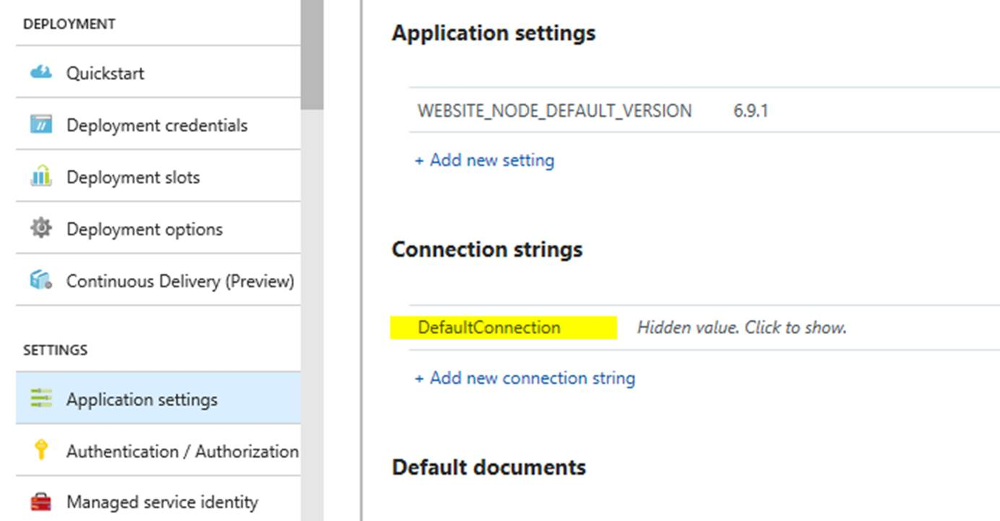 DEPLOYMENT
Quickstart
Deployment credentials
Deployment slots
Deployment options
Continuous Delivery (Preview)
SETTINGS
Application settings
Authentication / Authorization
Managed service identity
Application settings
WEBSITE_NODE_DEFAULT_VERSION 6.9.1
+ Add new setting
Connection strings
DefaultConnection Hidden value. Click to show.
+ Add new connection string
Default documents